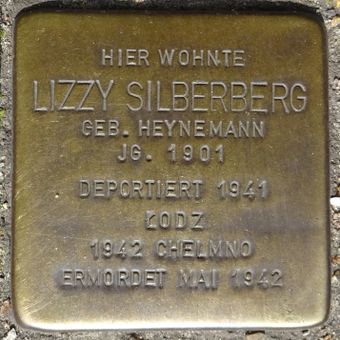 HIER WOHNTE
LIZZY SILBERBERG
GEB. HEYNEMANN
JG. 1901
DEPORTIERT 1941
ŁODZ
1942 CHELMNO
ERMORDET MAI 1942